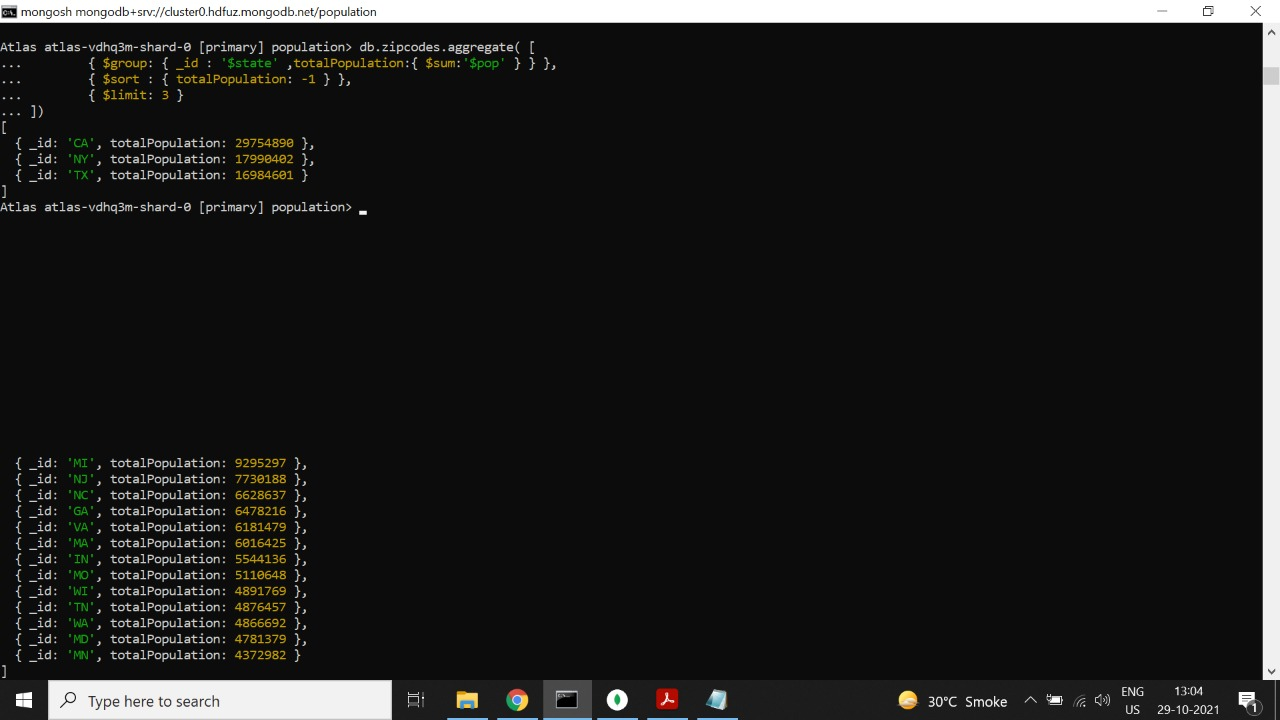 mongosh mongodb+srv://cluster0.hdfuz.mongodb.net/population
Atlas atlas-vdhq3m-shard-0 [primary] population> db.zipcodes.aggregate( [
...        { $group: { _id : '$state' ,totalPopulation:{ $sum:'$pop' } } },
...        { $sort : { totalPopulation: -1 } },
...        { $limit: 3 }
... ])
[
  { _id: 'CA', totalPopulation: 29754890 },
  { _id: 'NY', totalPopulation: 17990402 },
  { _id: 'TX', totalPopulation: 16984601 }
]
Atlas atlas-vdhq3m-shard-0 [primary] population>
  { _id: 'MI', totalPopulation: 9295297 },
  { _id: 'NJ', totalPopulation: 7730188 },
  { _id: 'NC', totalPopulation: 6628637 },
  { _id: 'GA', totalPopulation: 6478216 },
  { _id: 'VA', totalPopulation: 6181479 },
  { _id: 'MA', totalPopulation: 6016425 },
  { _id: 'IN', totalPopulation: 5544136 },
  { _id: 'MO', totalPopulation: 5110648 },
  { _id: 'WI', totalPopulation: 4891769 },
  { _id: 'TN', totalPopulation: 4876457 },
  { _id: 'WA', totalPopulation: 4866692 },
  { _id: 'MD', totalPopulation: 4781379 },
  { _id: 'MN', totalPopulation: 4372982 }
]
Type here to search
30°C Smoke
ENG
US
13:04
29-10-2021
1